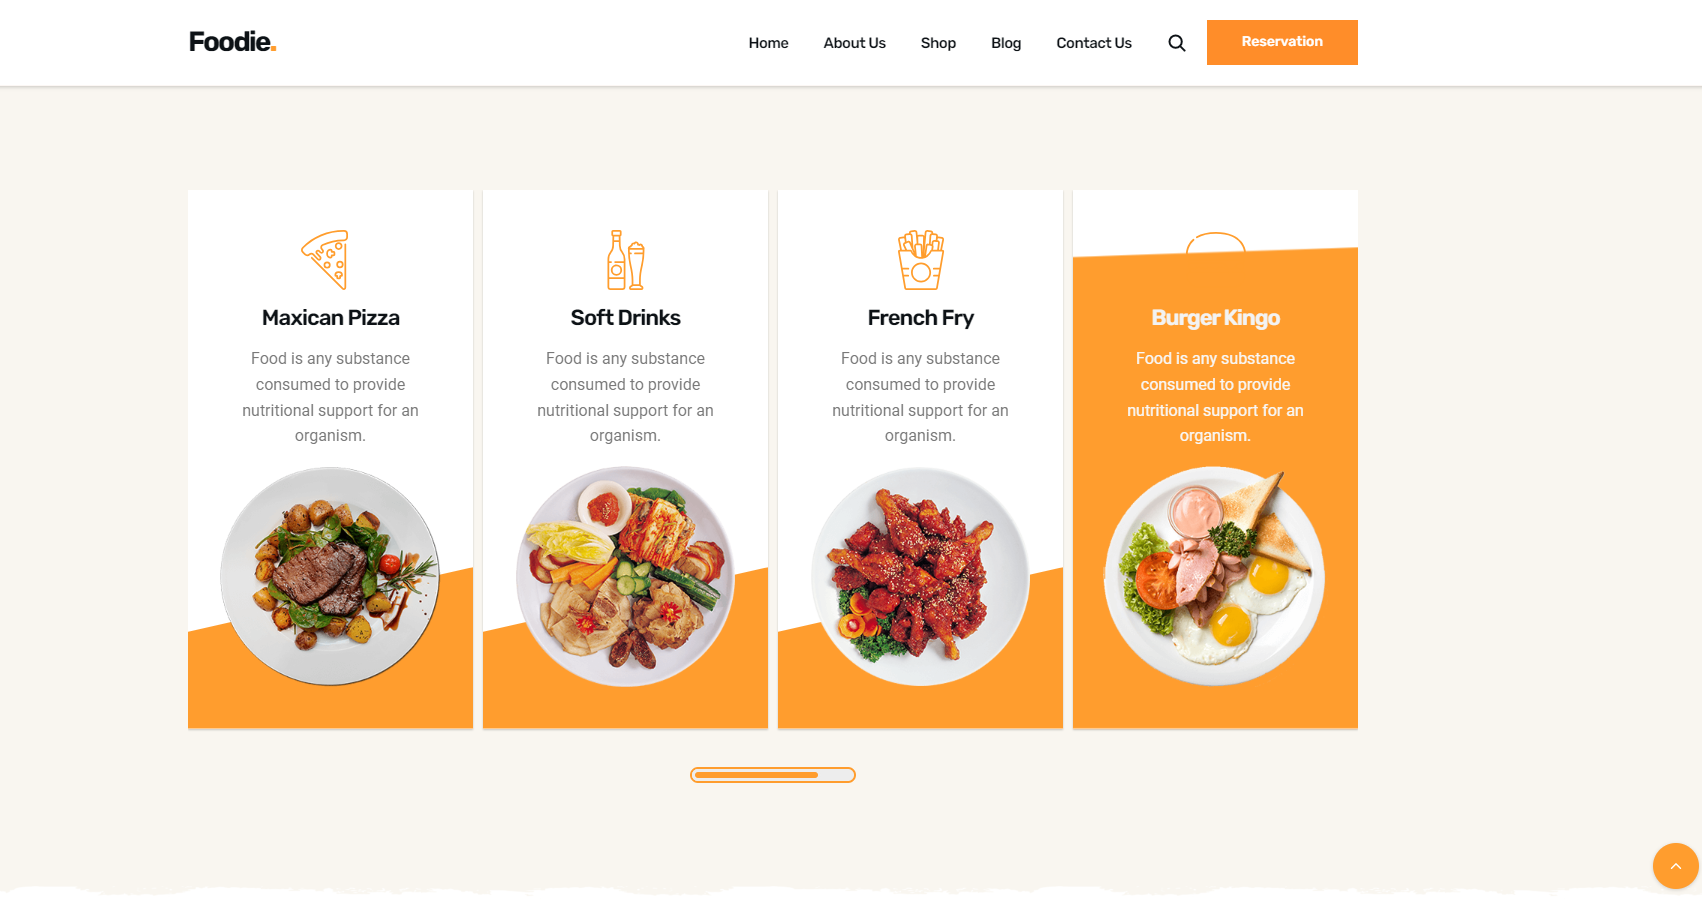 Foodie.
Home About Us Shop Blog Contact Us Reservation
Maxican Pizza
Food is any substance
consumed to provide
nutritional support for an
organism.
Soft Drinks
Food is any substance
consumed to provide
nutritional support for an
organism.
French Fry
Food is any substance
consumed to provide
nutritional support for an
organism.
Burger Kingo
Food is any substance
consumed to provide
nutritional support for an
organism.